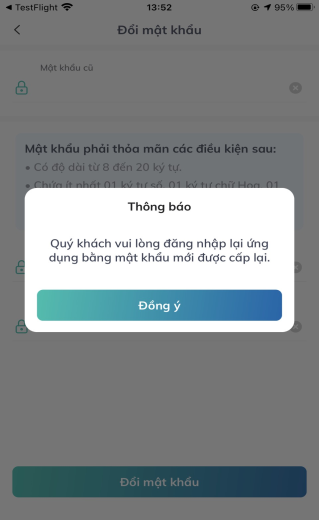 TestFlight
13:52
95%
Đổi mật khẩu
Mật khẩu cũ
Mật khẩu phải thỏa mãn các điều kiện sau:
• Có độ dài từ 8 đến 20 ký tự.
• Chứa ít nhất 01 ký tự số, 01 ký tự chữ Hoa, 01
Thông báo
Quý khách vui lòng đăng nhập lại ứng
dụng bằng mật khẩu mới được cấp lại.
Đồng ý
Đổi mật khẩu